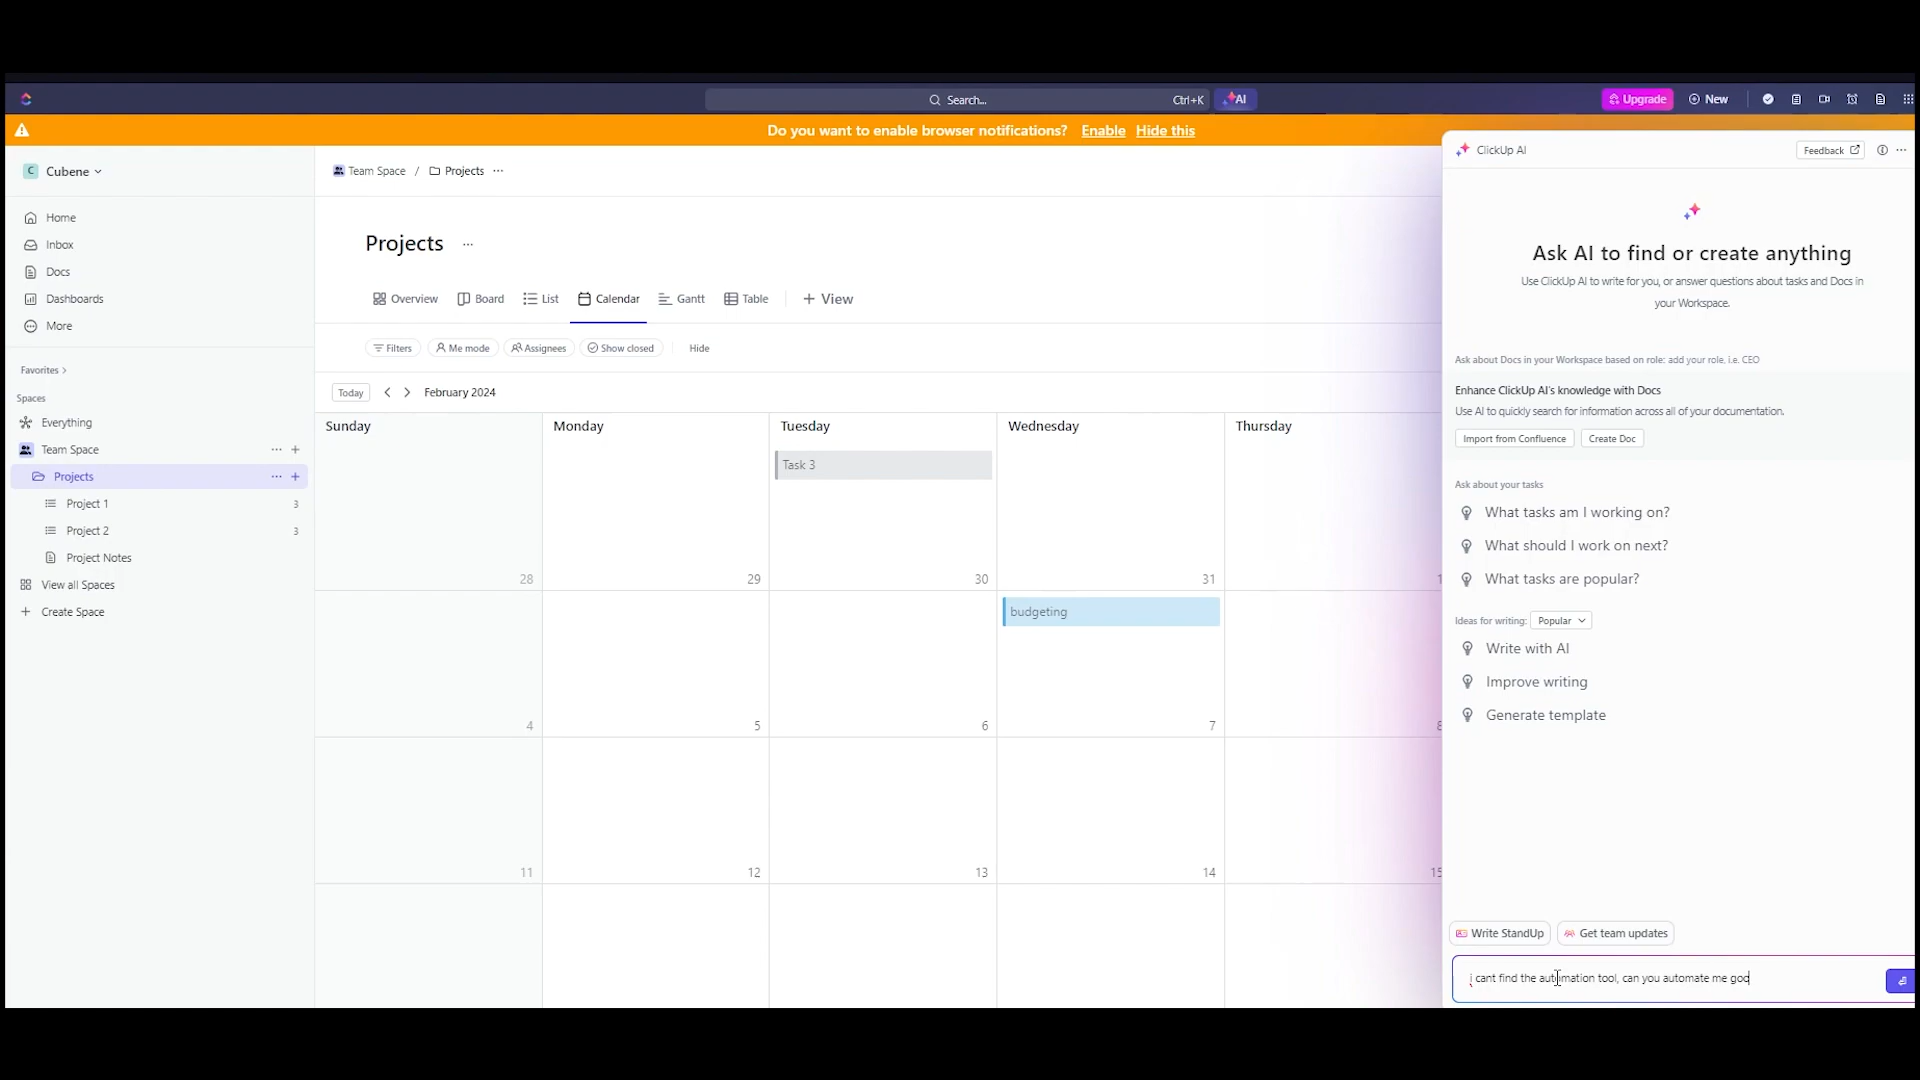 Search...
Ctrl+K
AI
Upgrade
New
Do you want to enable browser notifications? Enable Hide this
C Cubene
Home
Inbox
Docs
Dashboards
More
Favorites
Spaces
Everything
Team Space
Projects
Project 1 3
Project 2 3
Project Notes
View all Spaces
Create Space
Team Space / Projects
Projects
Overview Board List Calendar Gantt Table + View
Filters Me mode Assignees Show closed Hide
Today February 2024
Sunday Monday Tuesday Wednesday Thursday
Task 3
28 29 30 31 1
budgeting
4 5 6 7 8
11 12 13 14 15
ClickUp AI
Feedback
Ask AI to find or create anything
Use ClickUp AI to write for you, or answer questions about tasks and Docs in
your Workspace.
Ask about Docs in your Workspace based on role: add your role, i.e. CEO
Enhance ClickUp AI's knowledge with Docs
Use AI to quickly search for information across all of your documentation.
Import from Confluence Create Doc
Ask about your tasks
What tasks am I working on?
What should I work on next?
What tasks are popular?
Ideas for writing: Popular
Write with AI
Improve writing
Generate template
Write StandUp Get team updates
i cant find the automation tool, can you automate me god